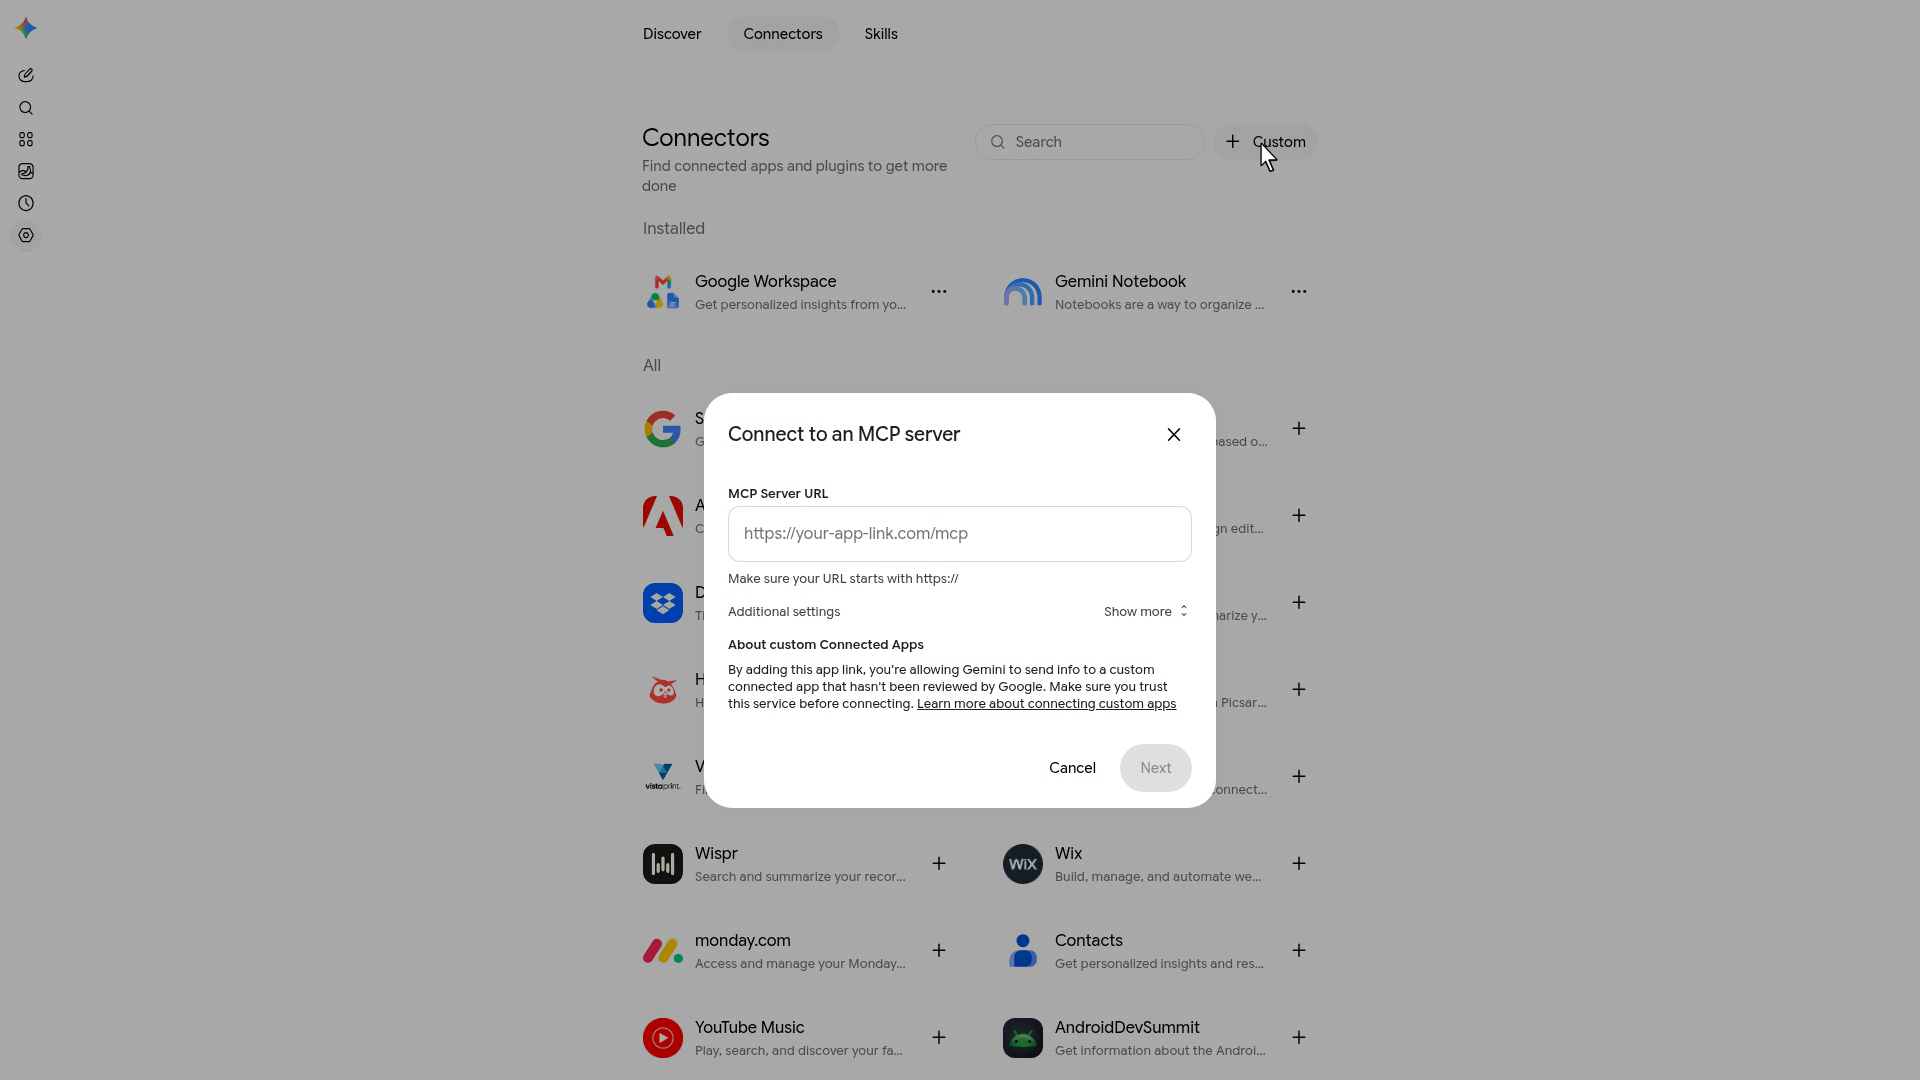 Discover
Connectors
Skills
Connectors
Search
Custom
Find connected apps and plugins to get more
done
Installed
Google Workspace
Get personalized insights from yo...
Gemini Notebook
Notebooks are a way to organize ...
All
Connect to an MCP server
MCP Server URL
https://your-app-link.com/mcp
Make sure your URL starts with https://
Additional settings
Show more
About custom Connected Apps
By adding this app link, you're allowing Gemini to send info to a custom
connected app that hasn't been reviewed by Google. Make sure you trust
this service before connecting. Learn more about connecting custom apps
Cancel
Next
vistaprint.
Wispr
Search and summarize your recor...
WiX
Wix
Build, manage, and automate we...
monday.com
Access and manage your Monday...
Contacts
Get personalized insights and res...
YouTube Music
Play, search, and discover your fa...
AndroidDevSummit
Get information about the Androi...